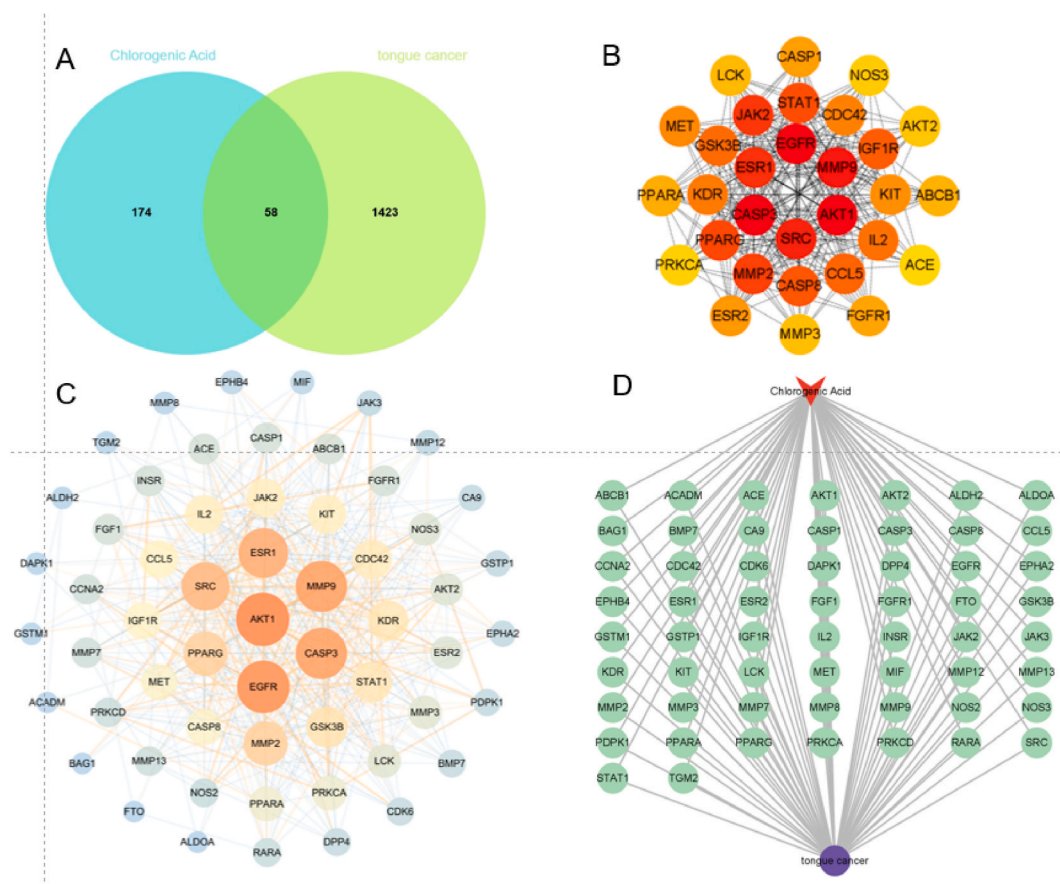 A
Chlorogenic Acid
tongue cancer
174
58
1423
B
CASP1
LCK
NOS3
STAT1
JAK2
CDC42
MET
AKT2
EGFR
GSK3B
IGF1R
ESR1
MMP9
PPARA
KDR
KIT
ABCB1
CASP3
AKT1
PPARG
SRC
IL2
PRKCA
ACE
MMP2
CASP8
CCL5
ESR2
FGFR1
MMP3
C
EPHB4
MIF
MMP8
JAK3
TGM2
ACE
CASP1
ABCB1
MMP12
INSR
JAK2
FGFR1
ALDH2
IL2
KIT
CA9
FGF1
NOS3
CCL5
ESR1
CDC42
DAPK1
GSTP1
CCNA2
SRC
MMP9
AKT2
GSTM1
IGF1R
AKT1
KDR
EPHA2
MMP7
PPARG
CASP3
ESR2
ACADM
MET
EGFR
STAT1
PDPK1
PRKCD
MMP3
CASP8
GSK3B
MMP2
BAG1
MMP13
LCK
BMP7
NOS2
PPARA
PRKCA
FTO
CDK6
ALDOA
RARA
DPP4
D
Chlorogenic Acid
ABCB1 ACADM ACE AKT1 AKT2 ALDH2 ALDOA
BAG1 BMP7 CA9 CASP1 CASP3 CASP8 CCL5
CCNA2 CDC42 CDK6 DAPK1 DPP4 EGFR EPHA2
EPHB4 ESR1 ESR2 FGF1 FGFR1 FTO GSK3B
GSTM1 GSTP1 IGF1R IL2 INSR JAK2 JAK3
KDR KIT LCK MET MIF MMP12 MMP13
MMP2 MMP3 MMP7 MMP8 MMP9 NOS2 NOS3
PDPK1 PPARA PPARG PRKCA PRKCD RARA SRC
STAT1 TGM2
tongue cancer